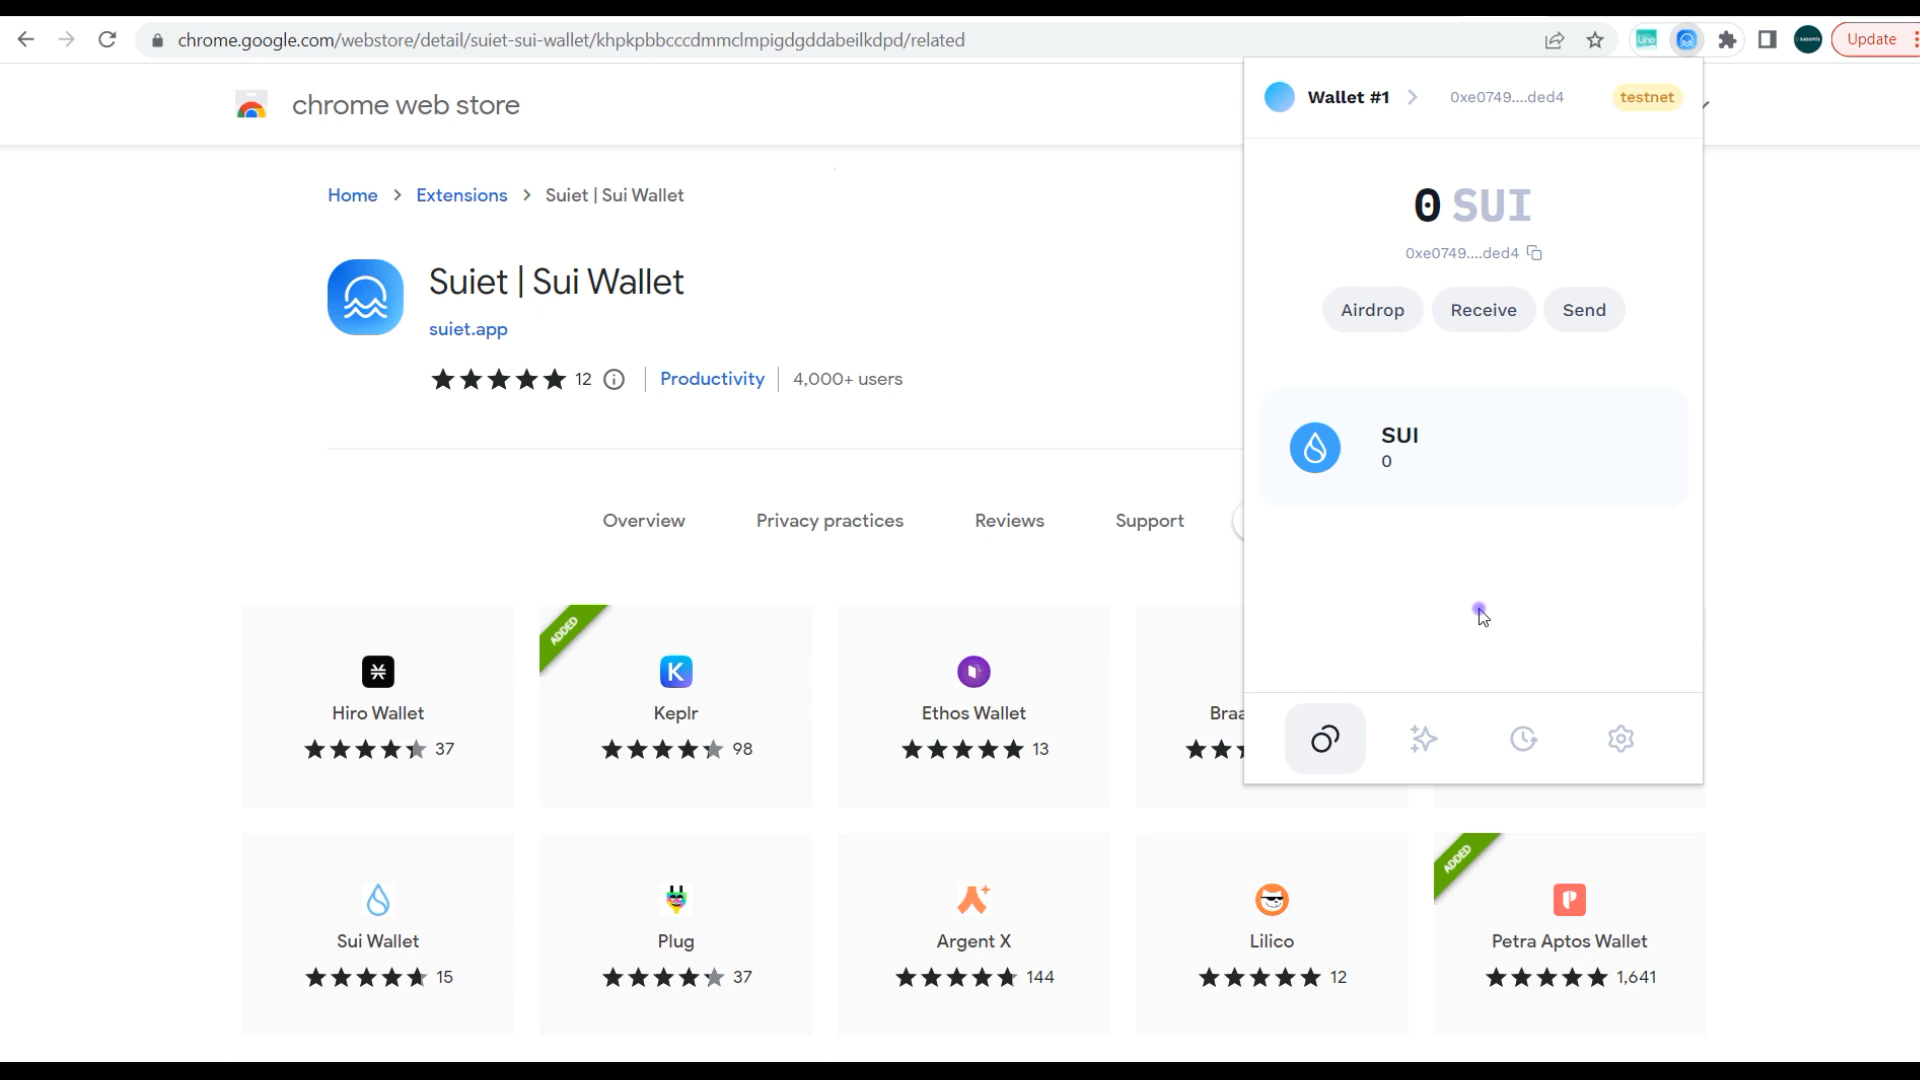 chrome.google.com/webstore/detail/suiet-sui-wallet/khpkpbbcccdmmclmpigdgddabeilkdpd/related
Update
chrome web store
Home > Extensions > Suiet | Sui Wallet
Suiet | Sui Wallet
suiet.app
12
Productivity
4,000+ users
Overview
Privacy practices
Reviews
Support
Wallet #1
0xe0749....ded4
testnet
0 SUI
0xe0749....ded4
Airdrop
Receive
Send
SUI
0
Hiro Wallet
37
ADDED
Keplr
98
Ethos Wallet
13
Braa
Sui Wallet
15
Plug
37
Argent X
144
Lilico
12
ADDED
Petra Aptos Wallet
1,641